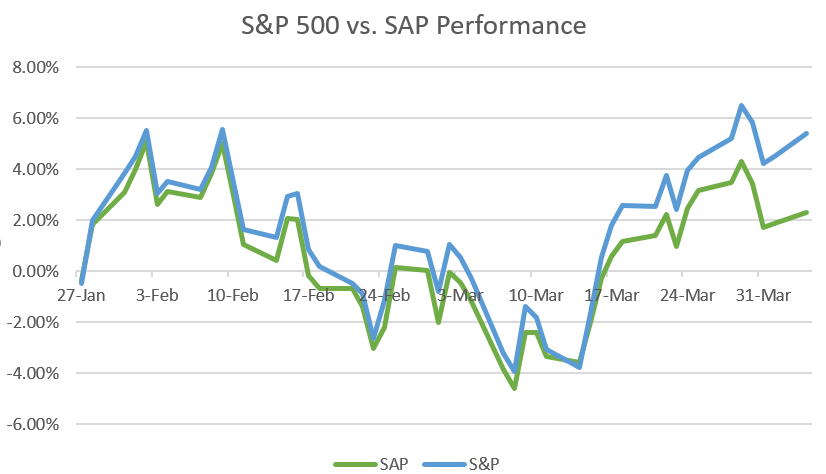 S&P 500 vs. SAP Performance
8.00%
6.00%
4.00%
2.00%
0.00%
27-Jan 3-Feb 10-Feb 17-Feb 24-Feb 3-Mar 10-Mar 17-Mar 24-Mar 31-Mar
-2.00%
-4.00%
-6.00%
SAP S&P